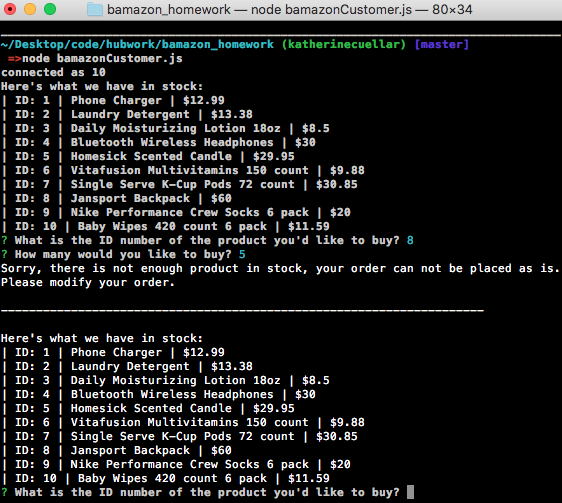 bamazon_homework — node bamazonCustomer.js — 80×34
~/Desktop/code/hubwork/bamazon_homework (katherinecuellar) [master]
=>node bamazonCustomer.js
connected as 10
Here's what we have in stock:
| ID: 1 | Phone Charger | $12.99
| ID: 2 | Laundry Detergent | $13.38
| ID: 3 | Daily Moisturizing Lotion 18oz | $8.5
| ID: 4 | Bluetooth Wireless Headphones | $30
| ID: 5 | Homesick Scented Candle | $29.95
| ID: 6 | Vitafusion Multivitamins 150 count | $9.88
| ID: 7 | Single Serve K-Cup Pods 72 count | $30.85
| ID: 8 | Jansport Backpack | $60
| ID: 9 | Nike Performance Crew Socks 6 pack | $20
| ID: 10 | Baby Wipes 420 count 6 pack | $11.59
? What is the ID number of the product you'd like to buy? 8
? How many would you like to buy? 5
Sorry, there is not enough product in stock, your order can not be placed as is.
Please modify your order.
---------------------------------------------------------------------
Here's what we have in stock:
| ID: 1 | Phone Charger | $12.99
| ID: 2 | Laundry Detergent | $13.38
| ID: 3 | Daily Moisturizing Lotion 18oz | $8.5
| ID: 4 | Bluetooth Wireless Headphones | $30
| ID: 5 | Homesick Scented Candle | $29.95
| ID: 6 | Vitafusion Multivitamins 150 count | $9.88
| ID: 7 | Single Serve K-Cup Pods 72 count | $30.85
| ID: 8 | Jansport Backpack | $60
| ID: 9 | Nike Performance Crew Socks 6 pack | $20
| ID: 10 | Baby Wipes 420 count 6 pack | $11.59
? What is the ID number of the product you'd like to buy?